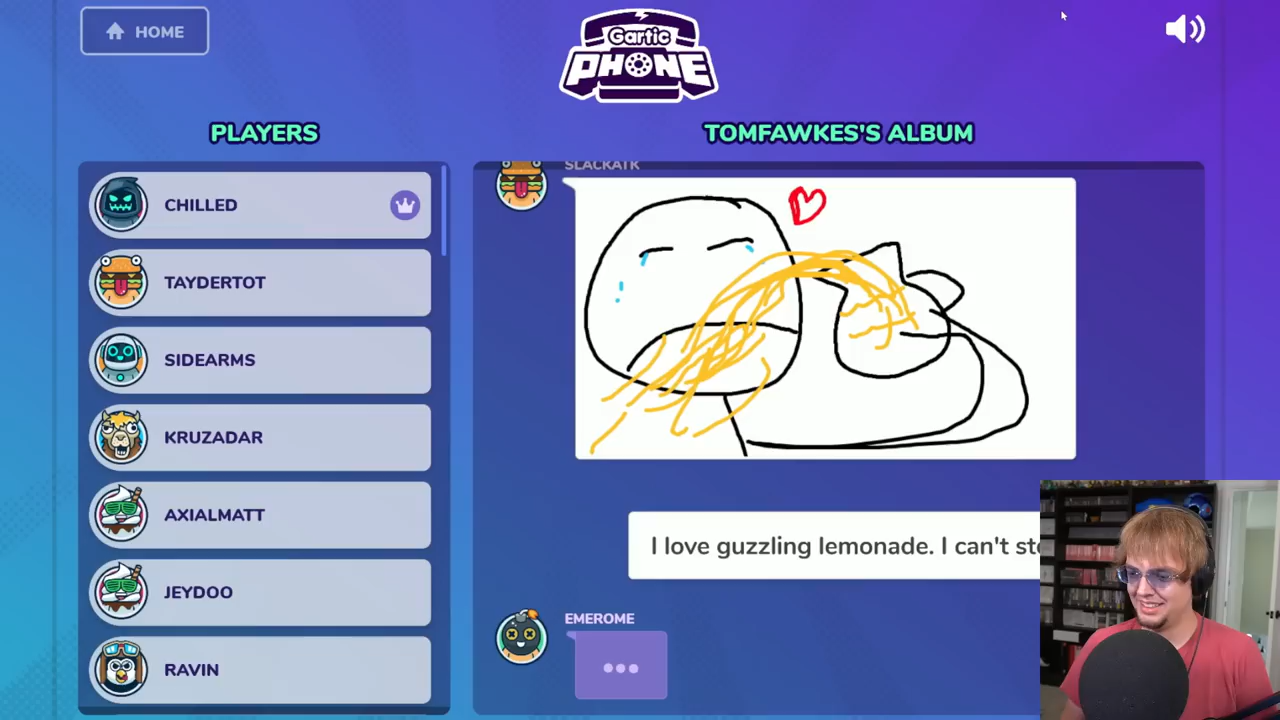 HOME
Gartic
PHONE
PLAYERS
TOMFAWKES'S ALBUM
CHILLED
TAYDERTOT
SIDEARMS
KRUZADAR
AXIALMATT
JEYDOO
RAVIN
SLACKATK
I love guzzling lemonade. I can't
EMEROME